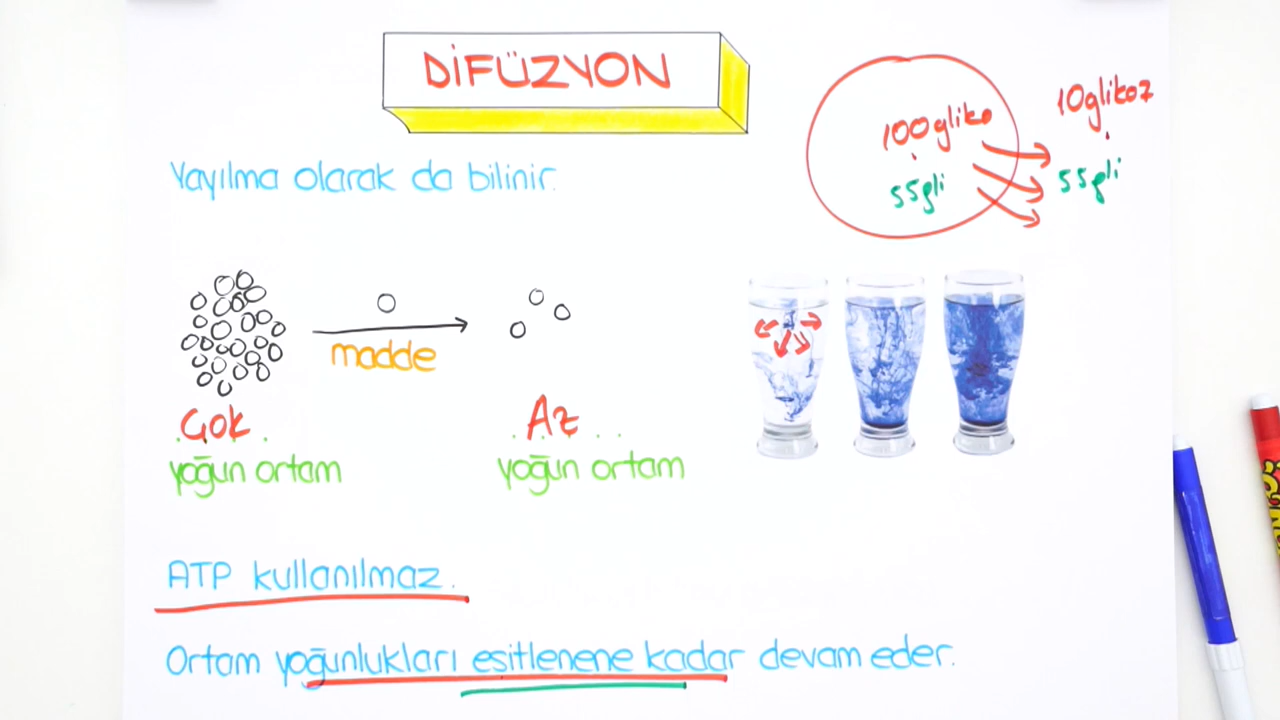 DİFÜZYON
100 gliko
10 glikoz
55 gli
55 gli
Yayılma olarak da bilinir.
madde
Çok
yoğun ortam
Az
yoğun ortam
ATP kullanılmaz.
Ortam yoğunlukları eşitlenene kadar devam eder.